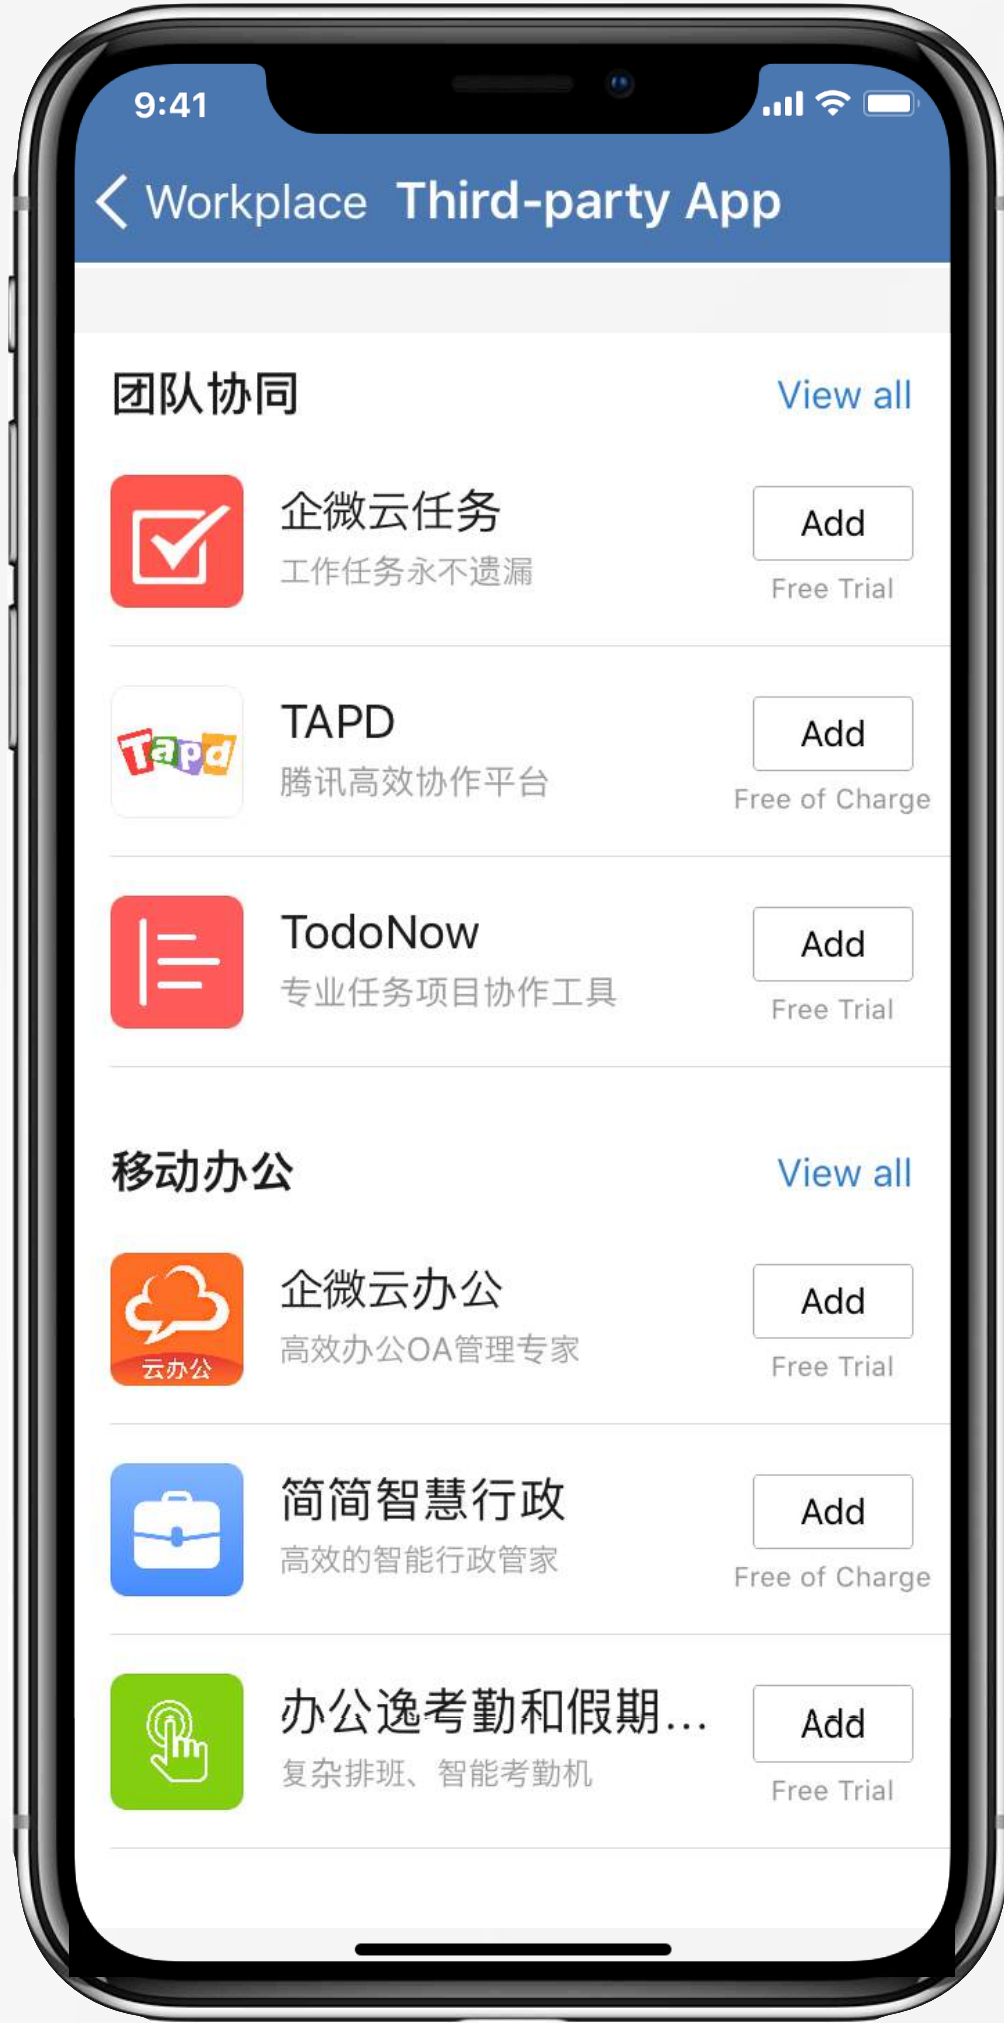 9:41
Workplace Third-party App
团队协同 View all
企微云任务 Add
工作任务永不遗漏 Free Trial
Tapd
TAPD Add
腾讯高效协作平台 Free of Charge
TodoNow Add
专业任务项目协作工具 Free Trial
移动办公 View all
企微云办公 Add
高效办公OA管理专家 Free Trial
云办公
简简智慧行政 Add
高效的智能行政管家 Free of Charge
办公逸考勤和假期... Add
复杂排班、智能考勤机 Free Trial